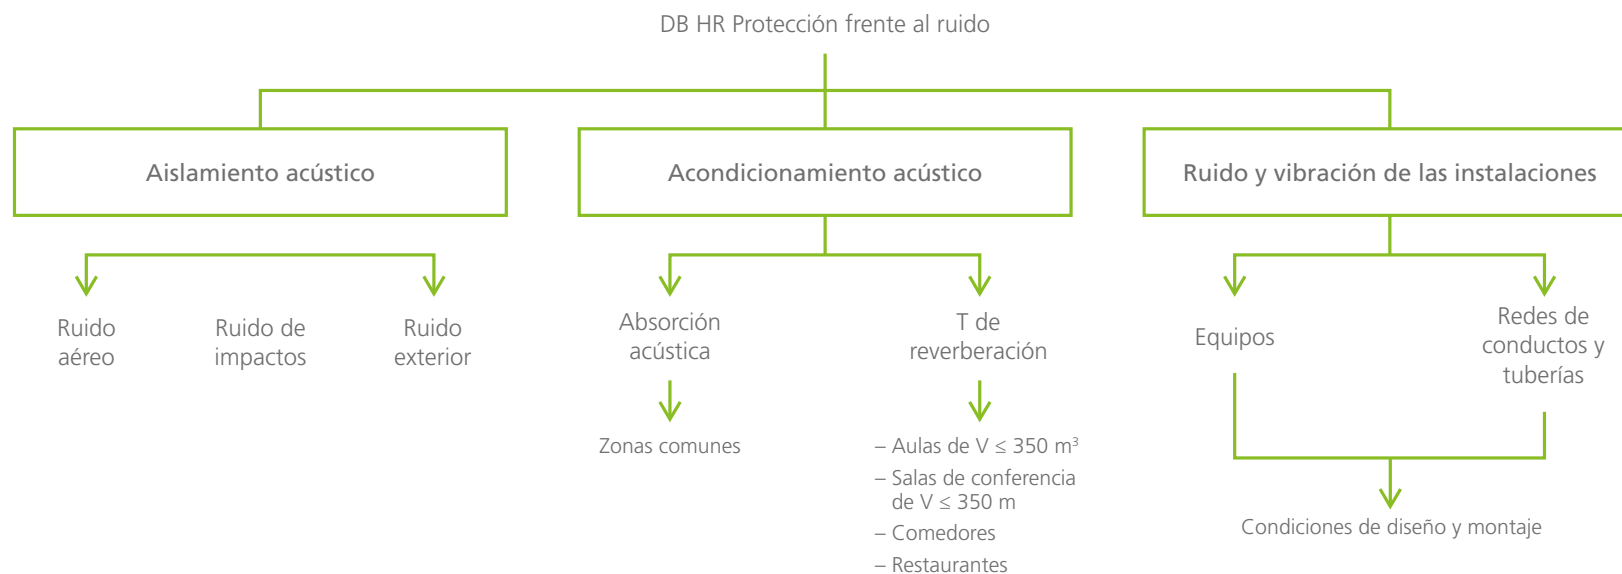 DB HR Protección frente al ruido
Aislamiento acústico
Acondicionamiento acústico
Ruido y vibración de las instalaciones
Ruido
aéreo
Ruido de
impactos
Ruido
exterior
Absorción
acústica
T de
reverberación
Equipos
Redes de
conductos y
tuberías
Zonas comunes
– Aulas de V ≤ 350 m³
– Salas de conferencia
de V ≤ 350 m
– Comedores
– Restaurantes
Condiciones de diseño y montaje